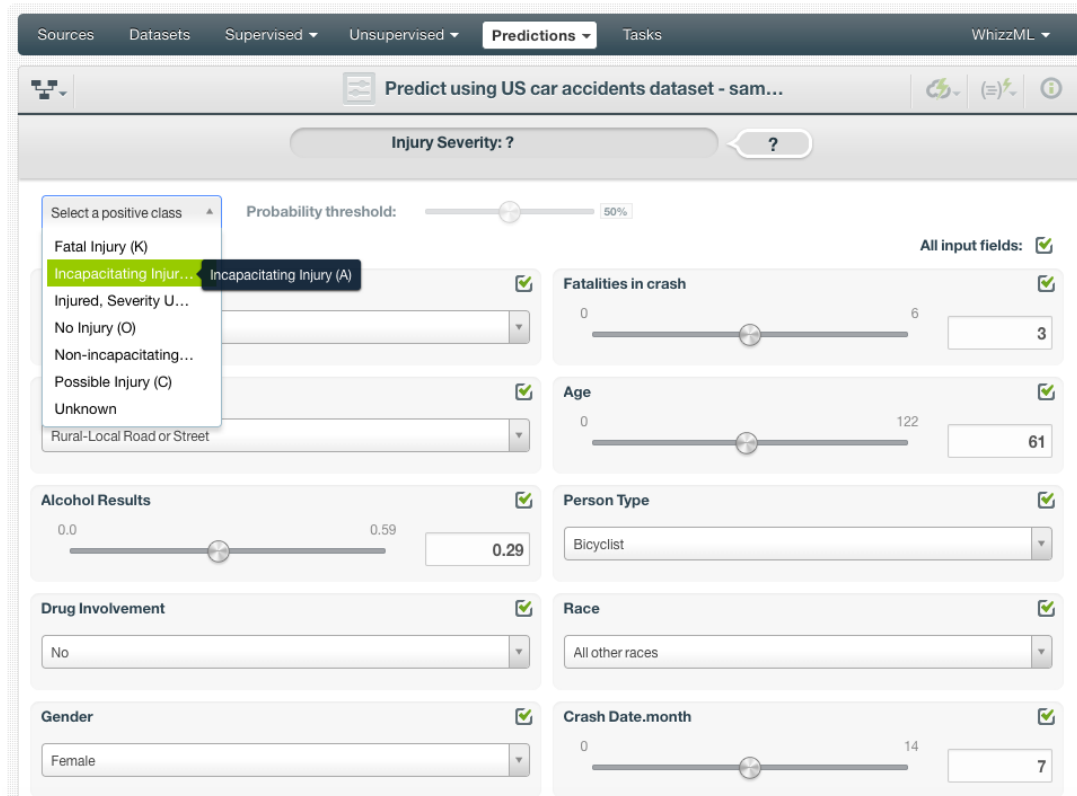 Sources Datasets Supervised Unsupervised Predictions Tasks WhizzML
Predict using US car accidents dataset - sam...
Injury Severity: ? ?
Select a positive class Probability threshold: 50%
Fatal Injury (K)
All input fields:
Incapacitating Injur... Incapacitating Injury (A)
Injured, Severity U...
No Injury (O)
Non-incapacitating...
Possible Injury (C)
Unknown
Rural-Local Road or Street
Fatalities in crash
0 6
3
Age
0 122
61
Alcohol Results
0.0 0.59
0.29
Person Type
Bicyclist
Drug Involvement
No
Race
All other races
Gender
Female
Crash Date.month
0 14
7